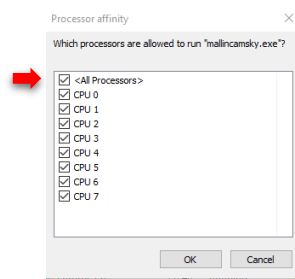 Processor affinity
Which processors are allowed to run "mallincamsky.exe"?
<All Processors>
CPU 0
CPU 1
CPU 2
CPU 3
CPU 4
CPU 5
CPU 6
CPU 7
OK Cancel